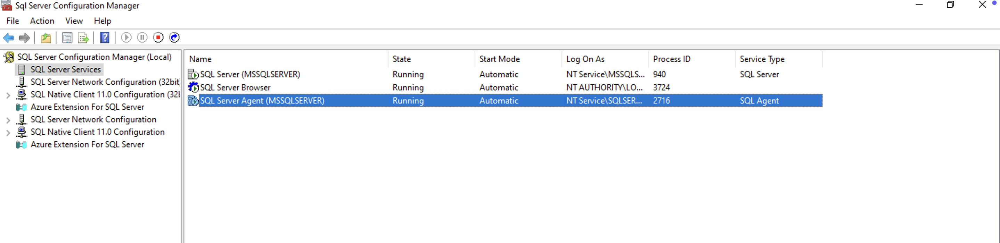 Sql Server Configuration Manager
File Action View Help
SQL Server Configuration Manager (Local)
SQL Server Services
SQL Server Network Configuration (32bit
SQL Native Client 11.0 Configuration (32b
Azure Extension For SQL Server
SQL Server Network Configuration
SQL Native Client 11.0 Configuration
Azure Extension For SQL Server
Name State Start Mode Log On As Process ID Service Type
SQL Server (MSSQLSERVER) Running Automatic NT Service\MSSQLS... 940 SQL Server
SQL Server Browser Running Automatic NT AUTHORITY\LO... 3724
SQL Server Agent (MSSQLSERVER) Running Automatic NT Service\SQLSER... 2716 SQL Agent